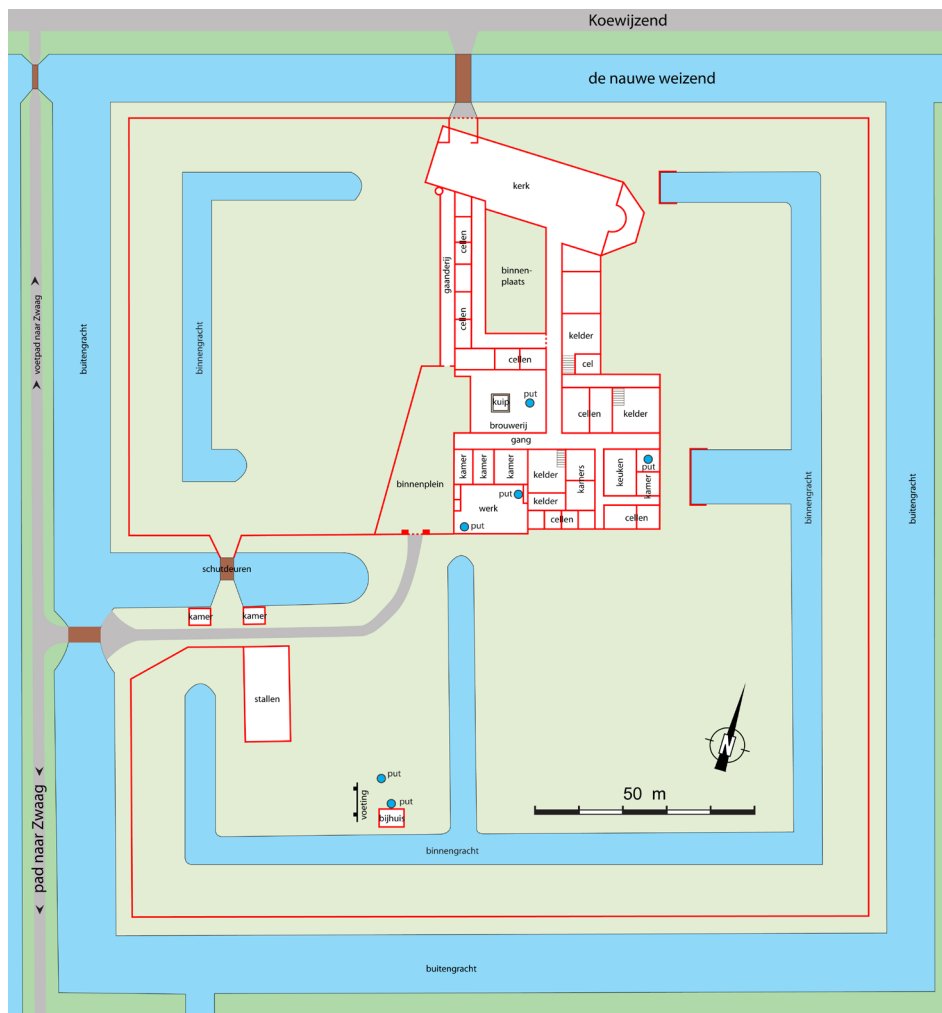 Koewijzend
de nauwe weizend
kerk
cellen
gaanderij
binnen-
plaats
voetpad naar Zwaag
buitengracht
binnengracht
cellen
kelder
cellen
cel
kuip
put
brouwerij
cellen
kelder
gang
kamer
kamer
kamer
kelder
kamers
keuken
put
kamer
binnenplein
put
werk
kelder
put
cellen
cellen
binnengracht
buitengracht
schutdeuren
kamer
kamer
stallen
put
put
voeting
bijhuis
50 m
pad naar Zwaag
binnengracht
buitengracht